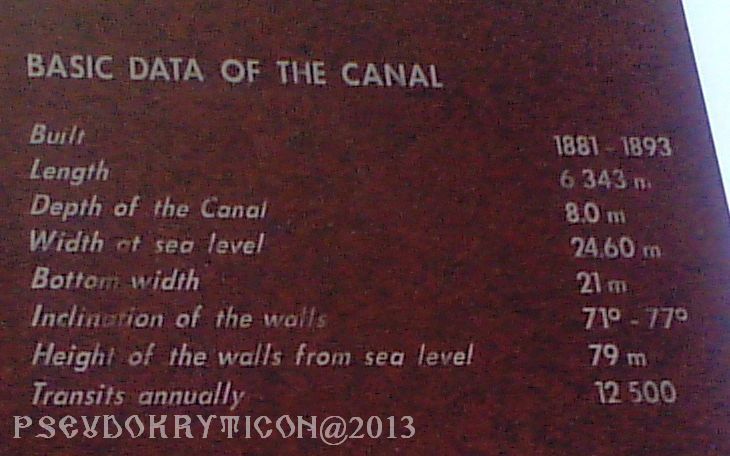 BASIC DATA OF THE CANAL
Built 1881 - 1893
Length 6 343 m
Depth of the Canal 8.0 m
Width at sea level 24.60 m
Bottom width 21 m
Inclination of the walls 71º - 77º
Height of the walls from sea level 79 m
Transits annually 12 500
PSEUDOKRYTICON@2013